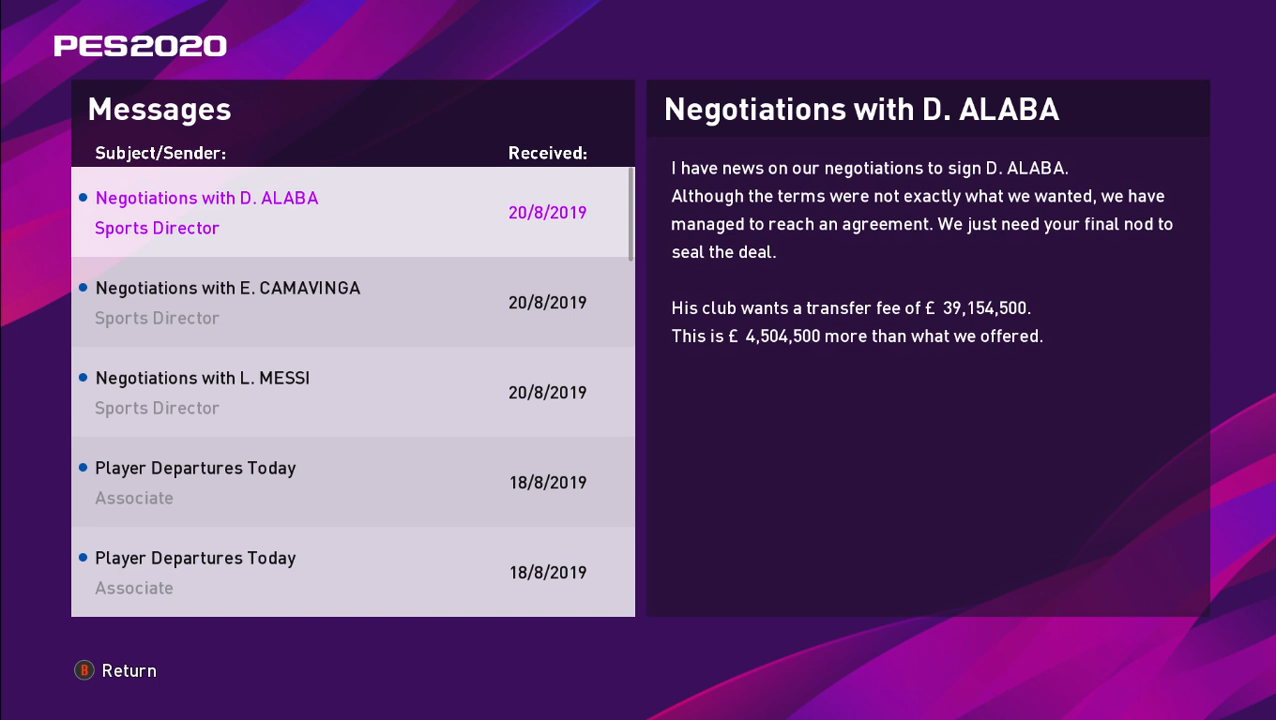 PES2020
Messages
Subject/Sender:
Received:
Negotiations with D. ALABA
Sports Director
20/8/2019
Negotiations with E. CAMAVINGA
Sports Director
20/8/2019
Negotiations with L. MESSI
Sports Director
20/8/2019
Player Departures Today
Associate
18/8/2019
Player Departures Today
Associate
18/8/2019
Negotiations with D. ALABA
I have news on our negotiations to sign D. ALABA.
Although the terms were not exactly what we wanted, we have
managed to reach an agreement. We just need your final nod to
seal the deal.
His club wants a transfer fee of £ 39,154,500.
This is £ 4,504,500 more than what we offered.
B Return